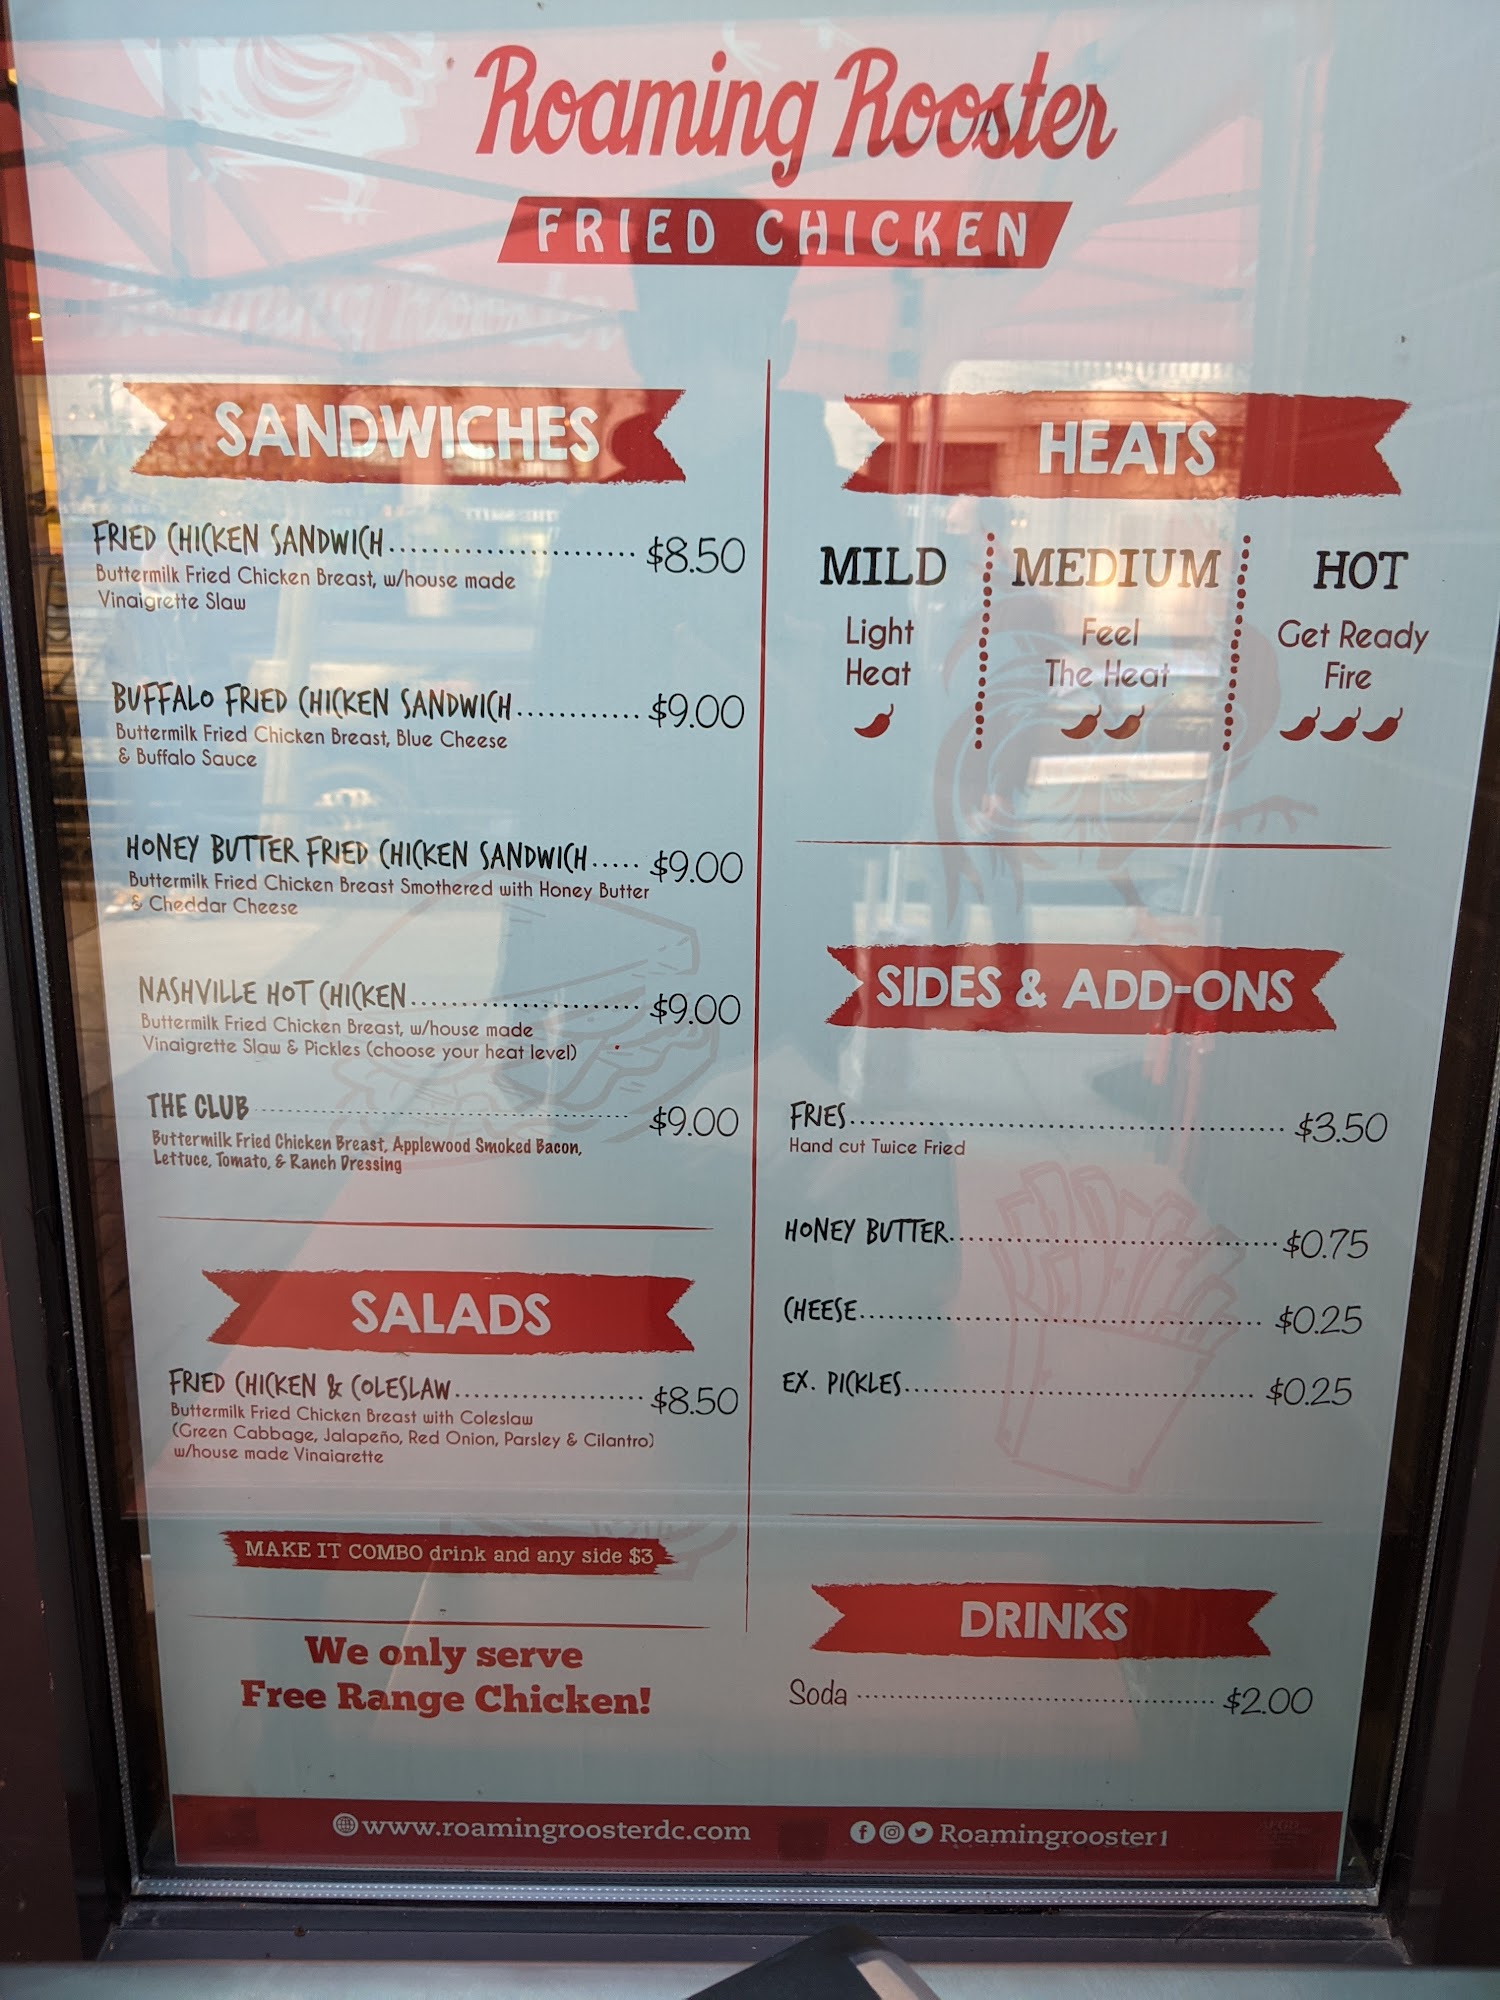 Roaming Rooster
FRIED CHICKEN
SANDWICHES
FRIED CHICKEN SANDWICH........................ $8.50
Buttermilk Fried Chicken Breast, w/house made
Vinaigrette Slaw
BUFFALO FRIED CHICKEN SANDWICH............ $9.00
Buttermilk Fried Chicken Breast, Blue Cheese
& Buffalo Sauce
HONEY BUTTER FRIED CHICKEN SANDWICH..... $9.00
Buttermilk Fried Chicken Breast Smothered with Honey Butter
& Cheddar Cheese
NASHVILLE HOT CHICKEN...................... $9.00
Buttermilk Fried Chicken Breast, w/house made
Vinaigrette Slaw & Pickles (choose your heat level)
THE CLUB ........................................ $9.00
Buttermilk Fried Chicken Breast, Applewood Smoked Bacon,
Lettuce, Tomato, & Ranch Dressing
SALADS
FRIED CHICKEN & COLESLAW................... $8.50
Buttermilk Fried Chicken Breast with Coleslaw
(Green Cabbage, Jalapeño, Red Onion, Parsley & Cilantro)
w/house made Vinaigrette
MAKE IT COMBO drink and any side $3
We only serve
Free Range Chicken!
HEATS
MILD MEDIUM HOT
Light Feel Get Ready
Heat The Heat Fire
SIDES & ADD-ONS
FRIES............................................. $3.50
Hand cut Twice Fried
HONEY BUTTER................................. $0.75
CHEESE......................................... $0.25
EX. PICKLES................................... $0.25
DRINKS
Soda ........................................ $2.00
www.roamingroosterdc.com Roamingrooster1